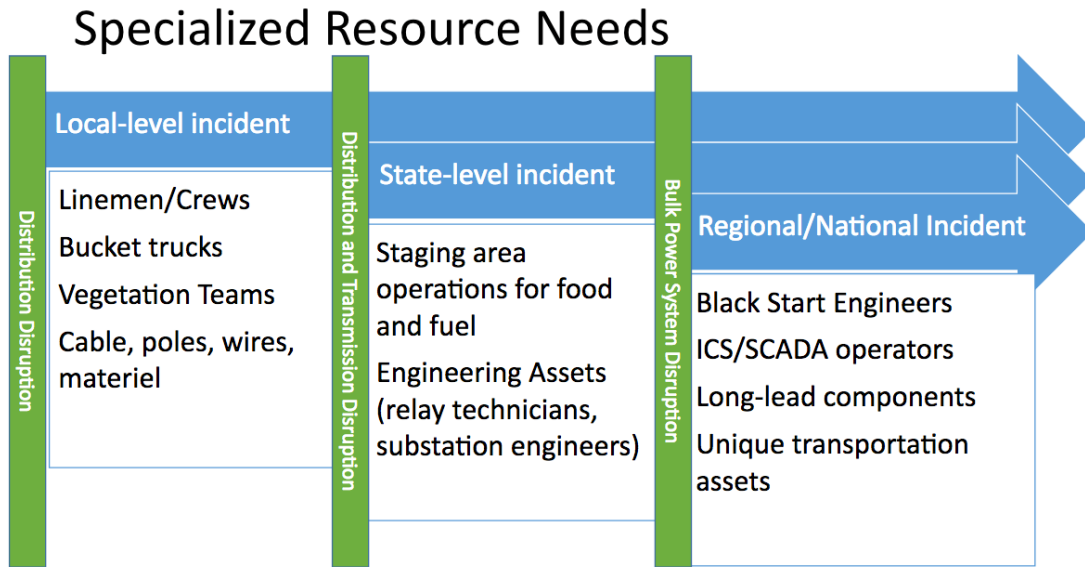 Specialized Resource Needs
Distribution Disruption
Local-level incident
Linemen/Crews
Bucket trucks
Vegetation Teams
Cable, poles, wires,
materiel
Distribution and Transmission Disruption
State-level incident
Staging area
operations for food
and fuel
Engineering Assets
(relay technicians,
substation engineers)
Bulk Power System Disruption
Regional/National Incident
Black Start Engineers
ICS/SCADA operators
Long-lead components
Unique transportation
assets